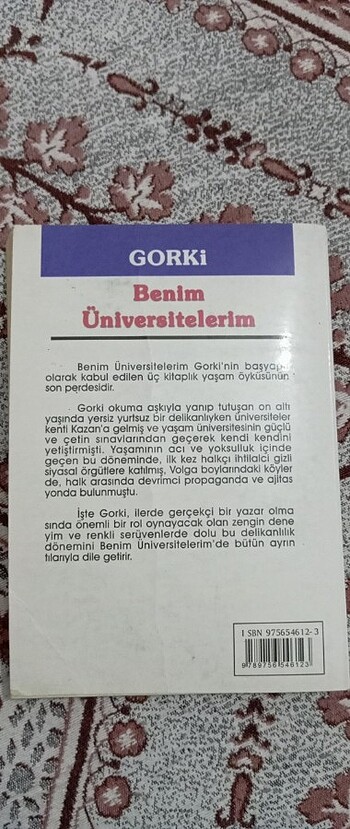 GORKi
Benim
Üniversitelerim
Benim Üniversitelerim Gorki'nin başyapıt
olarak kabul edilen üç kitaplık yaşam öyküsünün
son perdesidir.
Gorki okuma aşkıyla yanıp tutuşan on altı
yaşında yersiz yurtsuz bir delikanlıyken üniversiteler
kenti Kazan'a gelmiş ve yaşam üniversitesinin güçlü
ve çetin sınavlarından geçerek kendi kendini
yetiştirmişti. Yaşamının acı ve yoksulluk içinde
geçen bu döneminde, ilk kez halkçı ihtilalci gizli
siyasal örgütlere katılmış, Volga boylarındaki köyler
de, halk arasında devrimci propaganda ve ajitas
yonda bulunmuştu.
İşte Gorki, ilerde gerçekçi bir yazar olma
sında önemli bir rol oynayacak olan zengin dene
yim ve renkli serüvenlerde dolu bu delikanlılık
dönemini Benim Üniversitelerim'de bütün ayrın
tılarıyla dile getirir.
I SBN 975654612-3
9789756546123